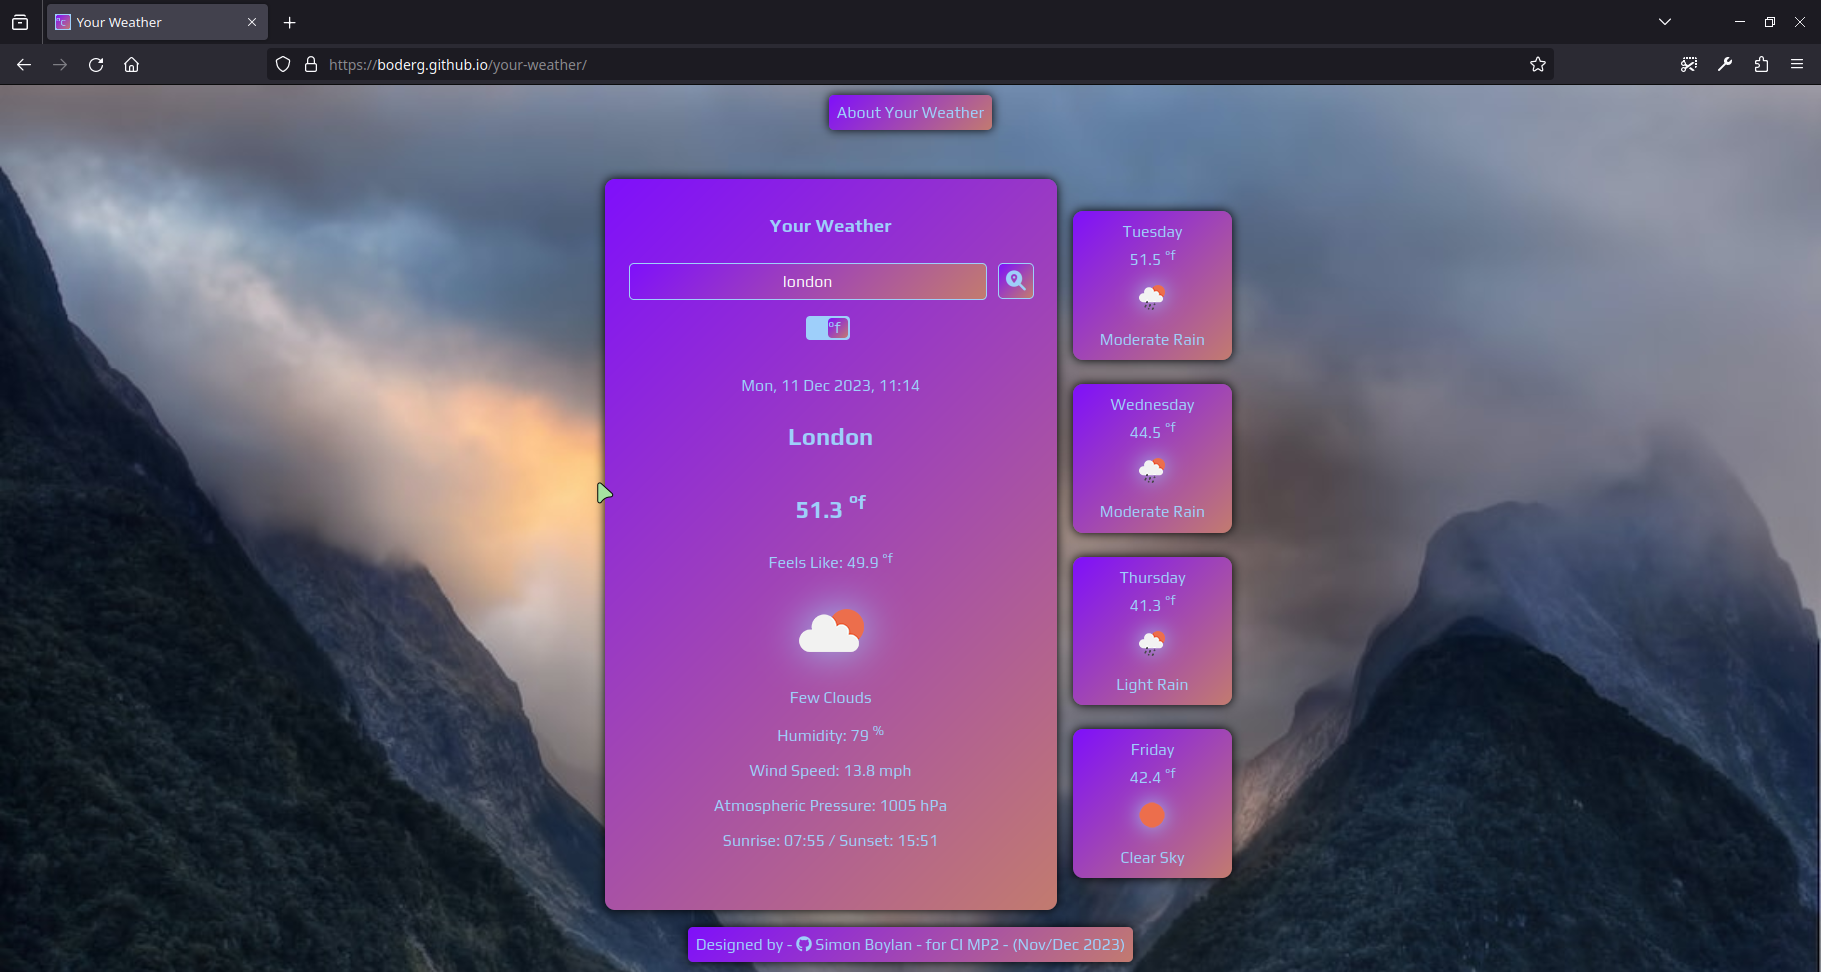 Your Weather
https://boderg.github.io/your-weather/
About Your Weather
Your Weather
london
°f
Mon, 11 Dec 2023, 11:14
London
51.3 °f
Feels Like: 49.9 °f
Few Clouds
Humidity: 79 %
Wind Speed: 13.8 mph
Atmospheric Pressure: 1005 hPa
Sunrise: 07:55 / Sunset: 15:51
Tuesday
51.5 °f
Moderate Rain
Wednesday
44.5 °f
Moderate Rain
Thursday
41.3 °f
Light Rain
Friday
42.4 °f
Clear Sky
Designed by - Simon Boylan - for CI MP2 - (Nov/Dec 2023)